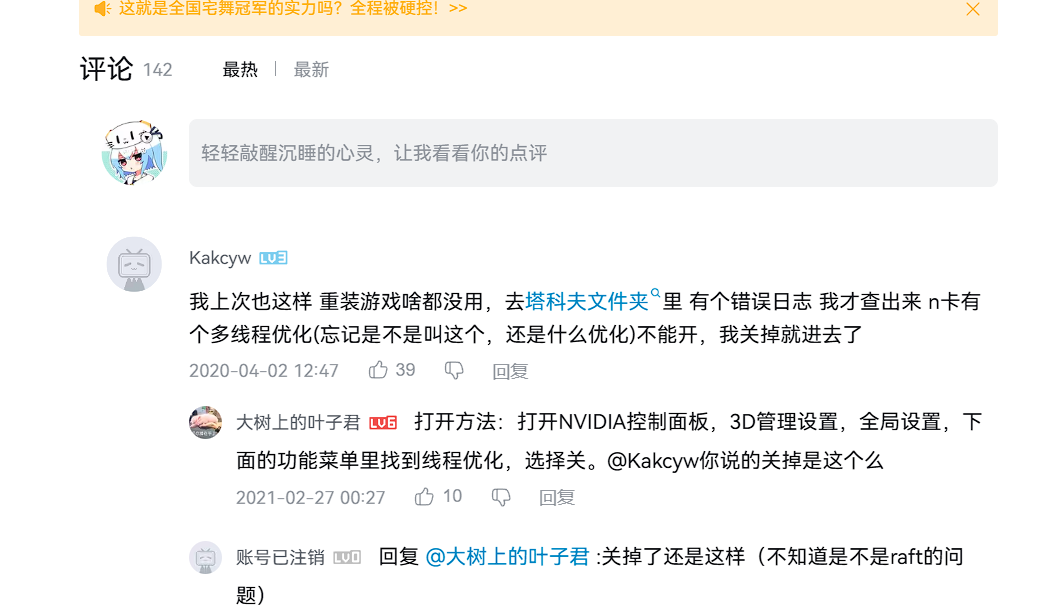 这就是全国宅舞冠军的实力吗？全程被硬控！>>
评论 142 最热 最新
轻轻敲醒沉睡的心灵，让我看看你的点评
Kakcyw LV3
我上次也这样 重装游戏啥都没用，去塔科夫文件夹里 有个错误日志 我才查出来 n卡有
个多线程优化(忘记是不是叫这个，还是什么优化)不能开，我关掉就进去了
2020-04-02 12:47 39 回复
大树上的叶子君 LV6 打开方法：打开NVIDIA控制面板，3D管理设置，全局设置，下
面的功能菜单里找到线程优化，选择关。@Kakcyw你说的关掉是这个么
2021-02-27 00:27 10 回复
账号已注销 LV0 回复 @大树上的叶子君 :关掉了还是这样（不知道是不是raft的问
题）